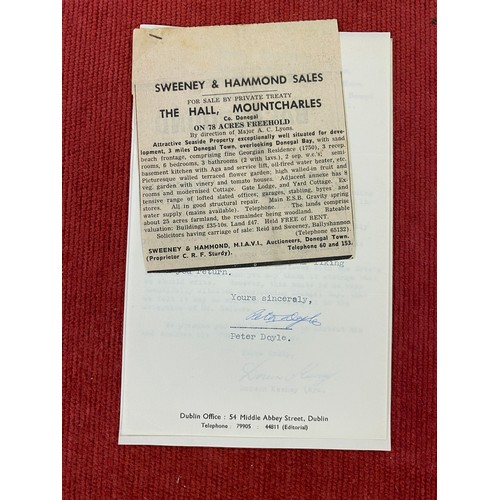 SWEENEY & HAMMOND SALES
FOR SALE BY PRIVATE TREATY
THE HALL, MOUNTCHARLES
Co. Donegal
ON 78 ACRES FREEHOLD
By direction of Major A. C. Lyons.
Attractive Seaside Property exceptionally well situated for deve-
lopment, 3 miles Donegal Town, overlooking Donegal Bay, with sand
beach frontage, comprising fine Georgian Residence (1750), 3 recep.
rooms, 6 bedrooms, 3 bathrooms (2 with lavs.), 2 sep. w.c.'s,
basement kitchen with Aga and service lift, oil-fired water heater, etc.
Picturesque walled terraced flower garden; high walled-in fruit and
veg. garden with vinery and tomato houses. Adjacent annexe has 8
rooms and modernised Cottage. Gate Lodge, and Yard Cottage. Ex-
tensive range of lofted slated offices; garages, stabling, byres and
stores. All in good structural repair. Main E.S.B. Gravity spring
water supply (mains available). Telephone. The lands comprise
about 25 acres farmland, the remainder being woodland. Rateable
valuation: Buildings £35-10s. Land £47. Held FREE of RENT.
Solicitors having carriage of sale: Reid and Sweeney, Ballyshannon
(Telephone 65132).
SWEENEY & HAMMOND, M.I.A.V.I., Auctioneers, Donegal Town.
(Proprietor C. R. F. Sturdy). Telephone 60 and 153.
return.
Yours sincerely,
Peter Doyle
Peter Doyle.
Dublin Office : 54 Middle Abbey Street, Dublin
Telephone : 79905 • 44811 (Editorial)